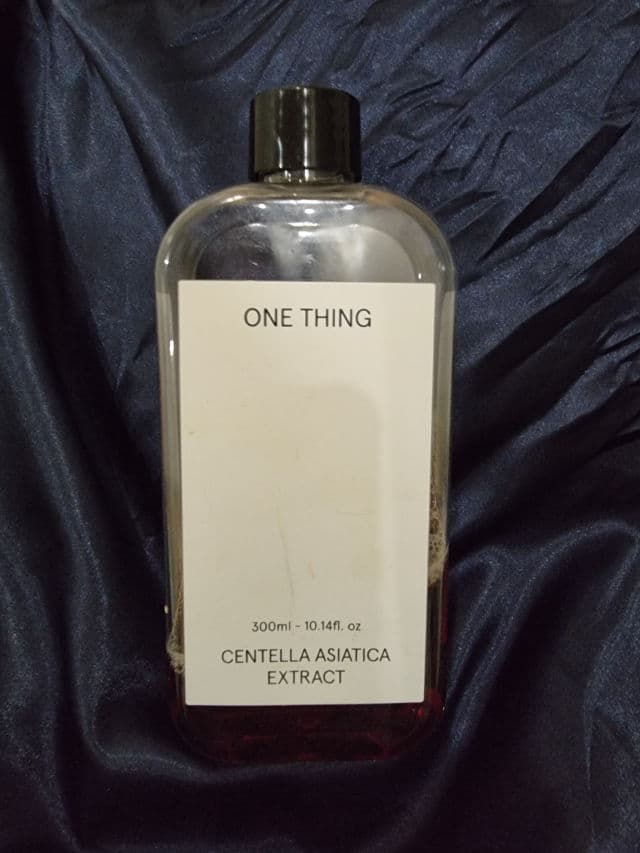 ONE THING
300ml - 10.14fl. oz
CENTELLA ASIATICA
EXTRACT